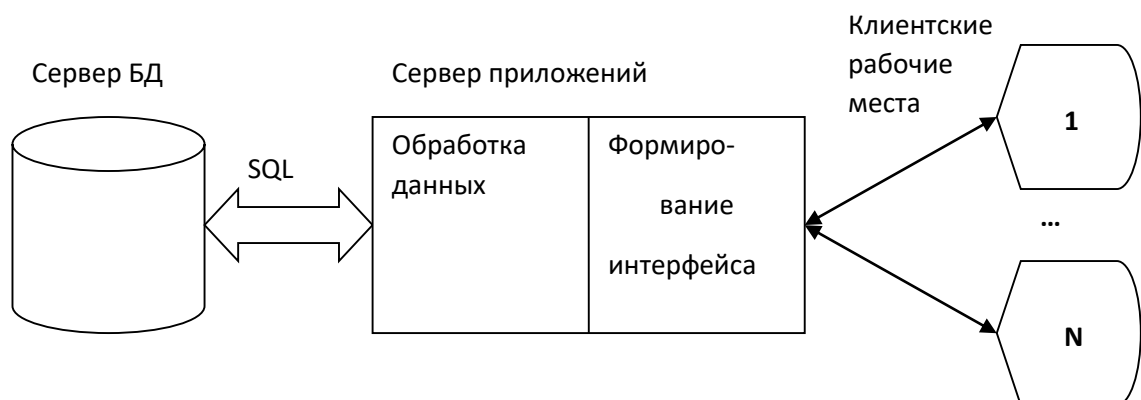 Сервер БД
SQL
Сервер приложений
Обработка
данных
Формиро-
вание
интерфейса
Клиентские
рабочие
места
1
...
N